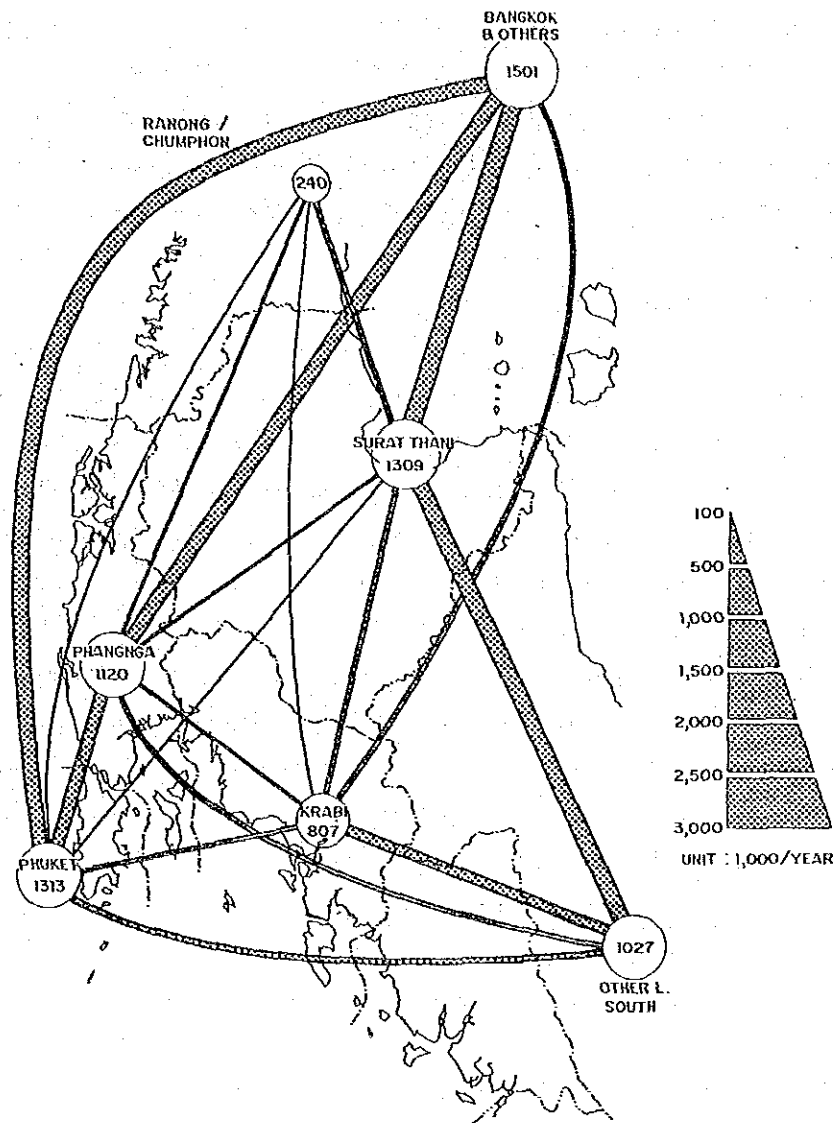 BANGKOK
& OTHERS
1501
RANONG /
CHUMPHON
240
SURAT THANI
1309
PHANGNGA
1120
KRABI
807
PHUKET
1313
1027
OTHER L.
SOUTH
100
500
1,000
1,500
2,000
2,500
3,000
UNIT : 1,000/YEAR